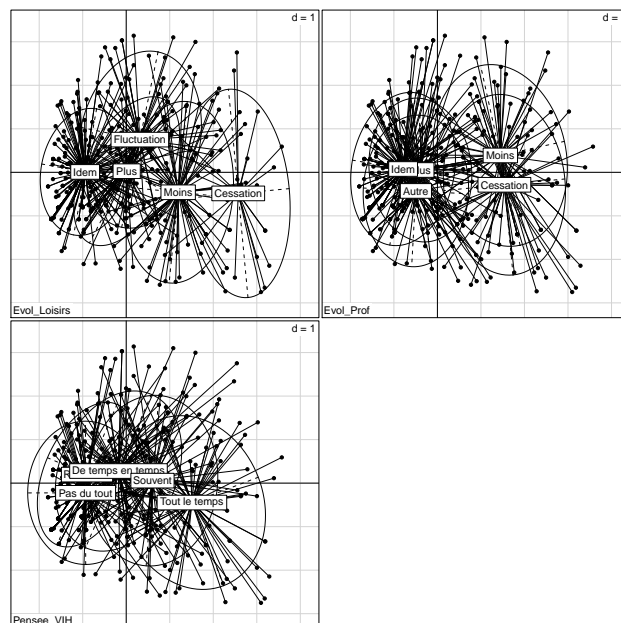 d = 1
Fluctuation
Idem
Plus
Moins
Cessation
Evol_Loisirs
d =
Moins
Idem
us
Cessation
Autre
Evol_Prof
d = 1
De temps en temps
R
Souvent
Pas du tout
Tout le temps
Pensee_VIH